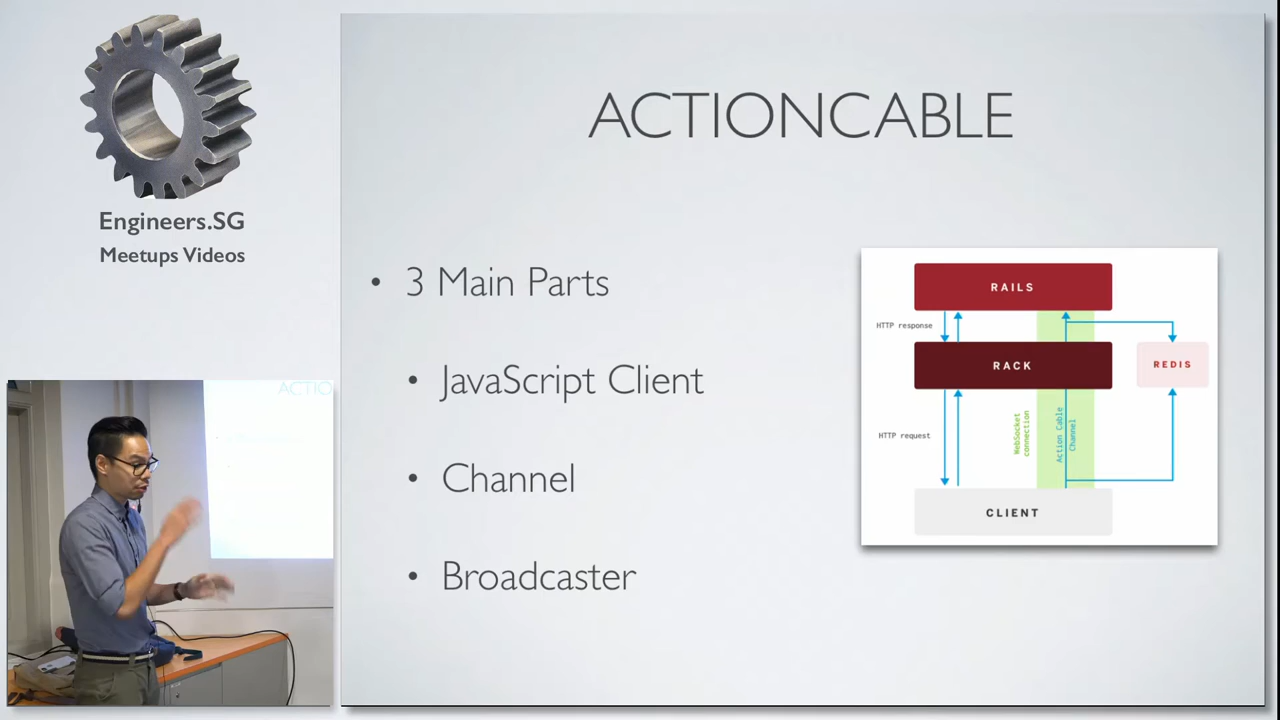 Engineers.SG
Meetups Videos
ACTIONCABLE
• 3 Main Parts
• JavaScript Client
• Channel
• Broadcaster
RAILS
HTTP response
RACK
REDIS
HTTP request
WebSocket
connection
Action Cable
Channel
CLIENT
ACTIO